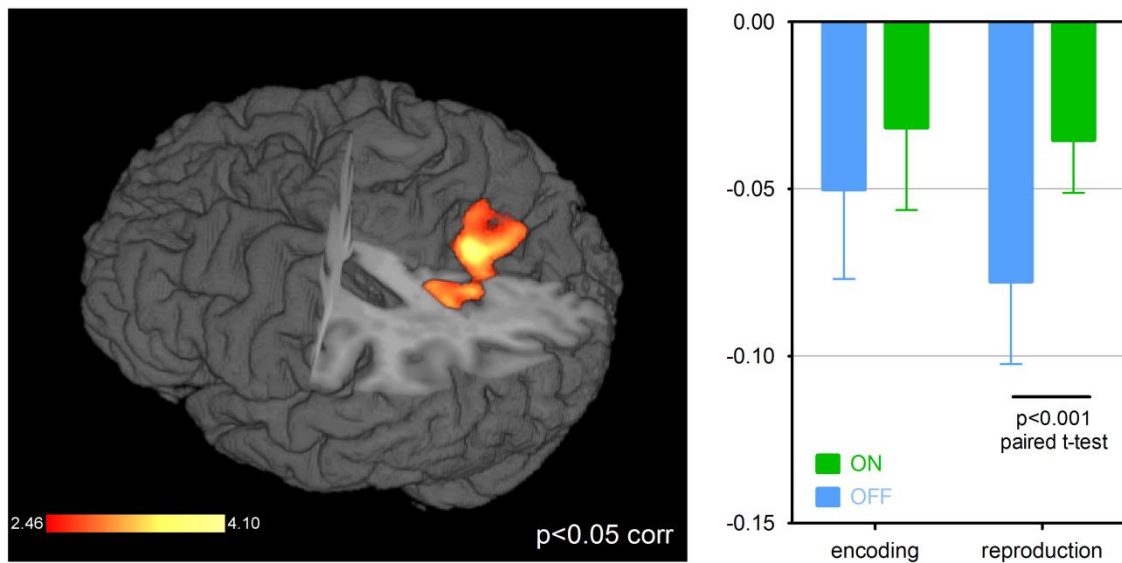 2.46
4.10
p<0.05 corr
0.00
-0.05
-0.10
-0.15
p<0.001
paired t-test
ON
OFF
encoding
reproduction